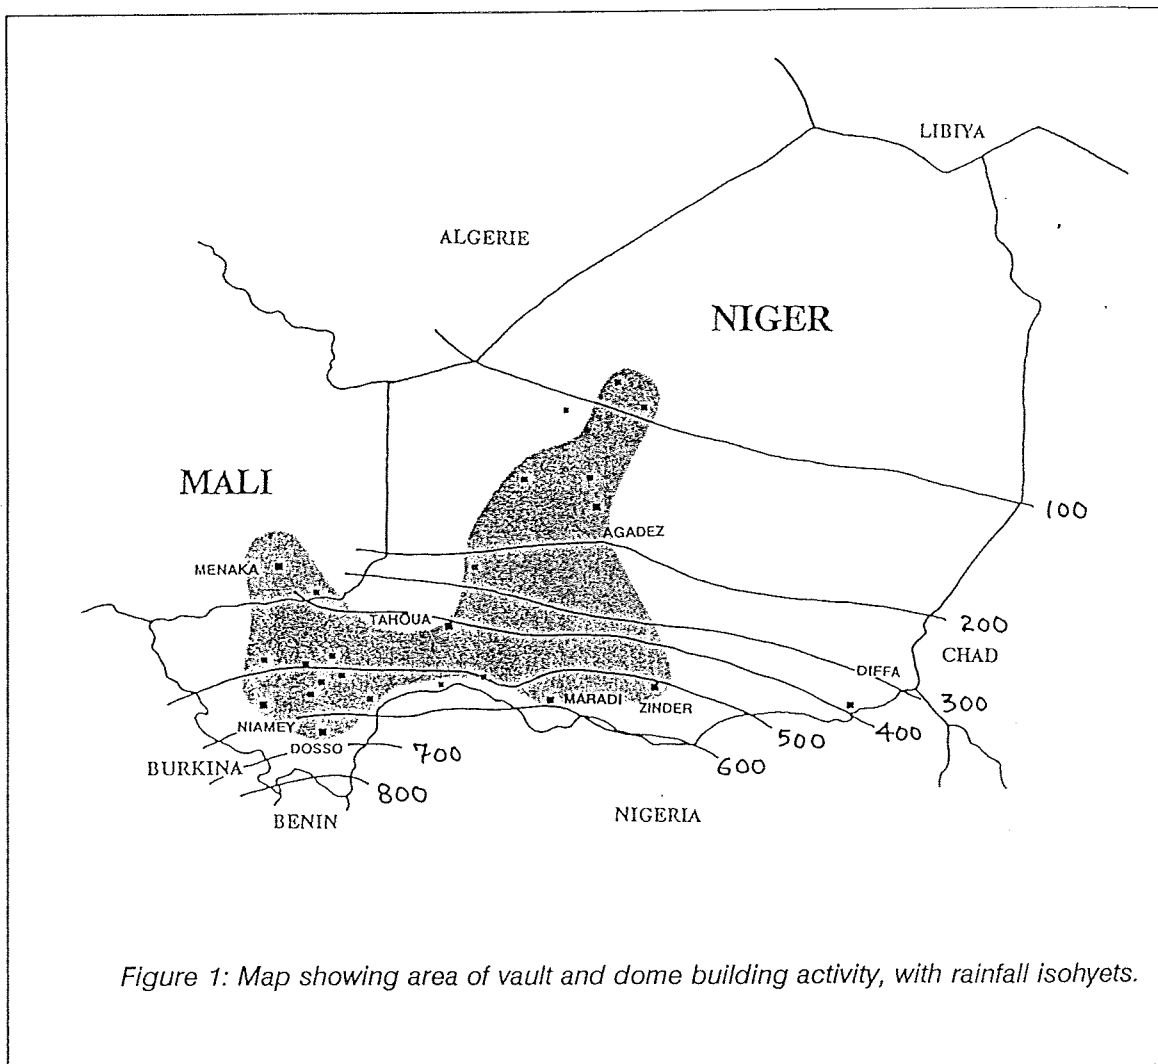 LIBIYA
ALGERIE
NIGER
MALI
100
AGADEZ
MENAKA
TAHOUA
200
CHAD
DIFFA
300
MARADI
ZINDER
NIAMEY
500
400
DOSSO
700
600
BURKINA
800
NIGERIA
BENIN
Figure 1: Map showing area of vault and dome building activity, with rainfall isohyets.